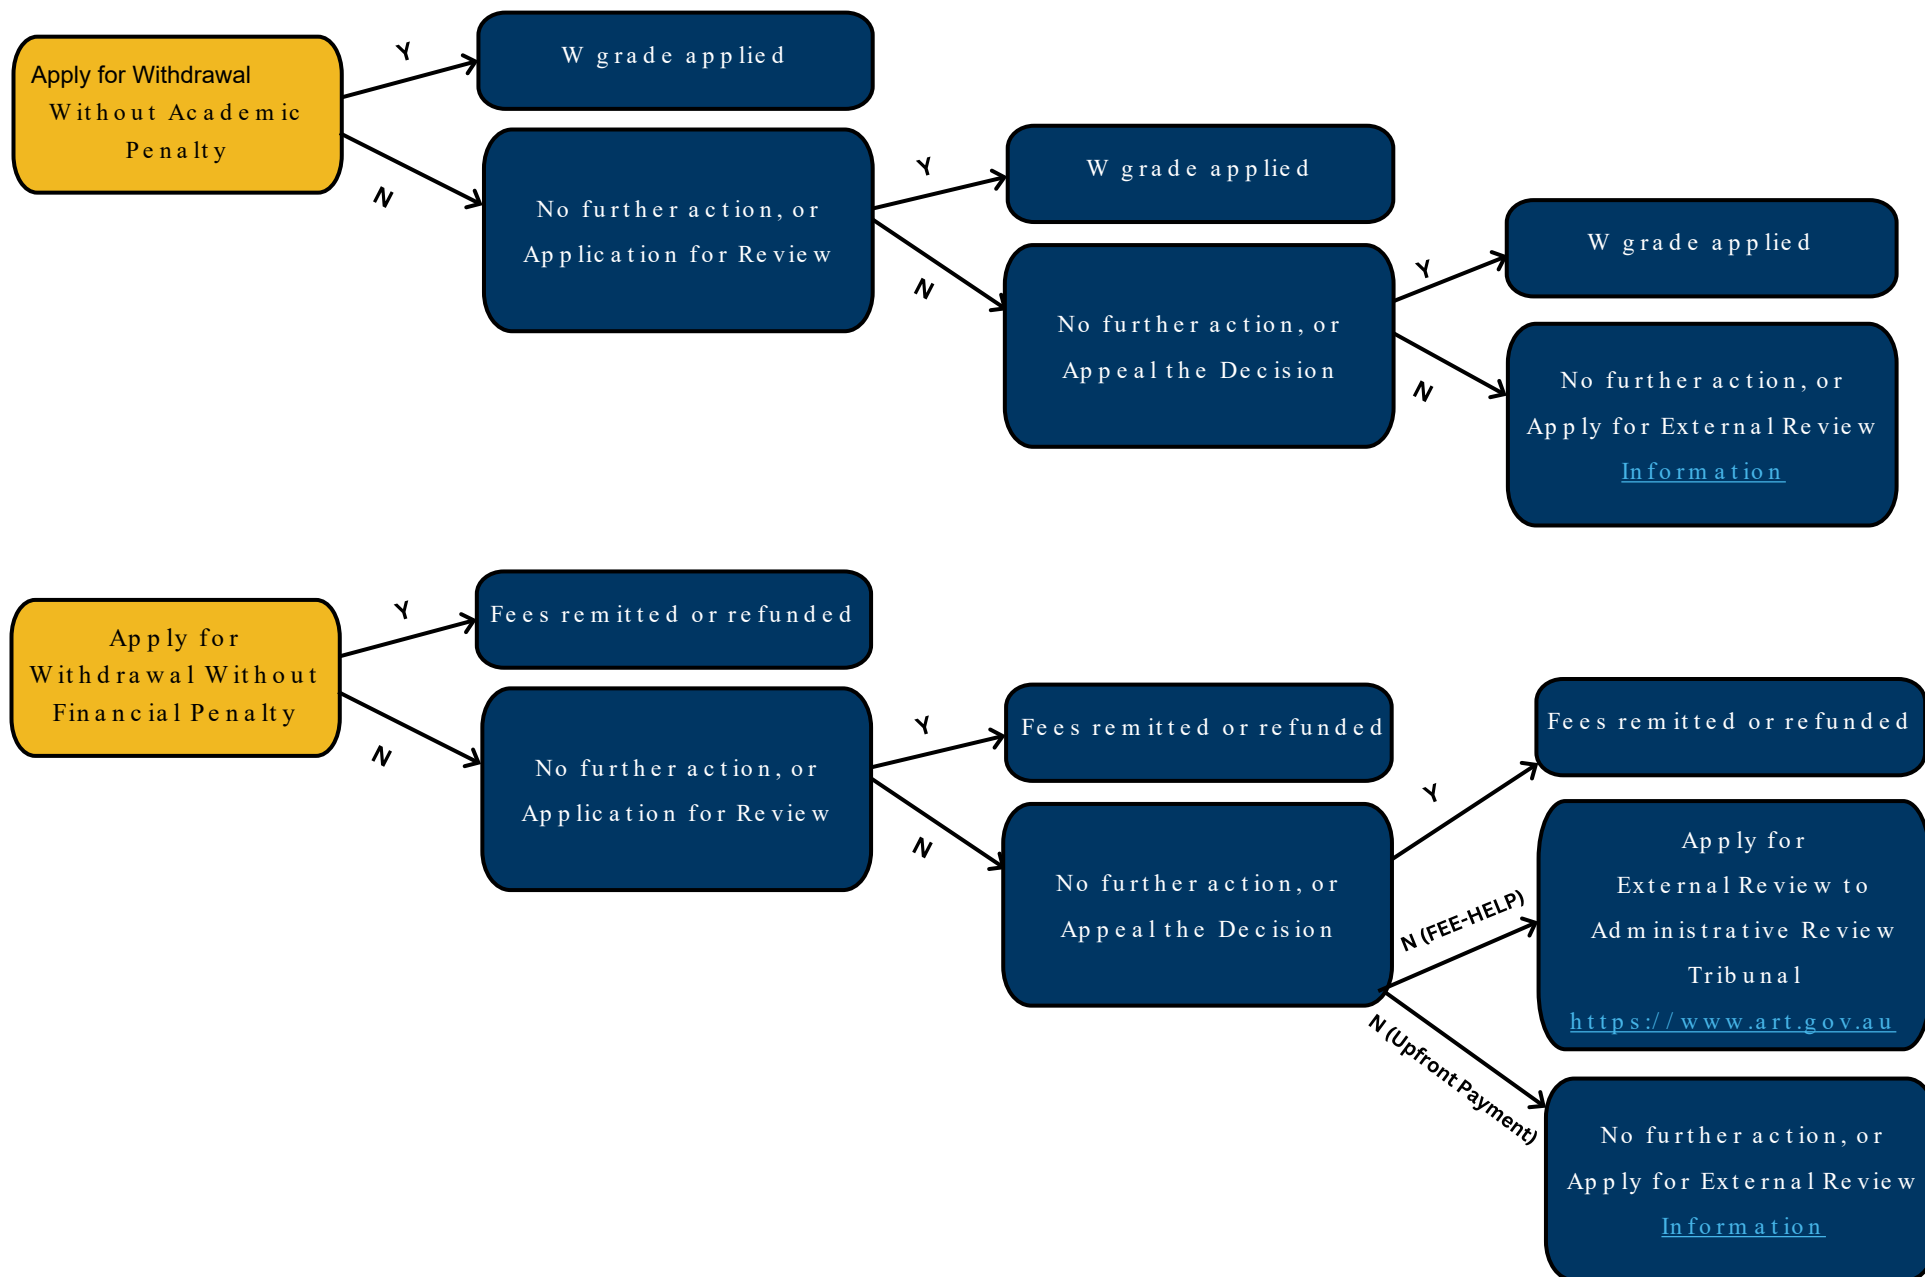 Apply for Withdrawal
Without Academic
Penalty
Y
N
W grade applied
No further action, or
Application for Review
Y
N
W grade applied
No further action, or
Appeal the Decision
Y
N
W grade applied
No further action, or
Apply for External Review
Information
Apply for
Withdrawal Without
Financial Penalty
Y
N
Fees remitted or refunded
No further action, or
Application for Review
Y
N
Fees remitted or refunded
No further action, or
Appeal the Decision
Y
N (FEE-HELP)
N (Upfront Payment)
Fees remitted or refunded
Apply for
External Review to
Administrative Review
Tribunal
https://www.art.gov.au
No further action, or
Apply for External Review
Information